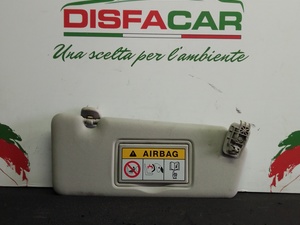 DISFACAR
Una scelta per l'ambiente
AIRBAG